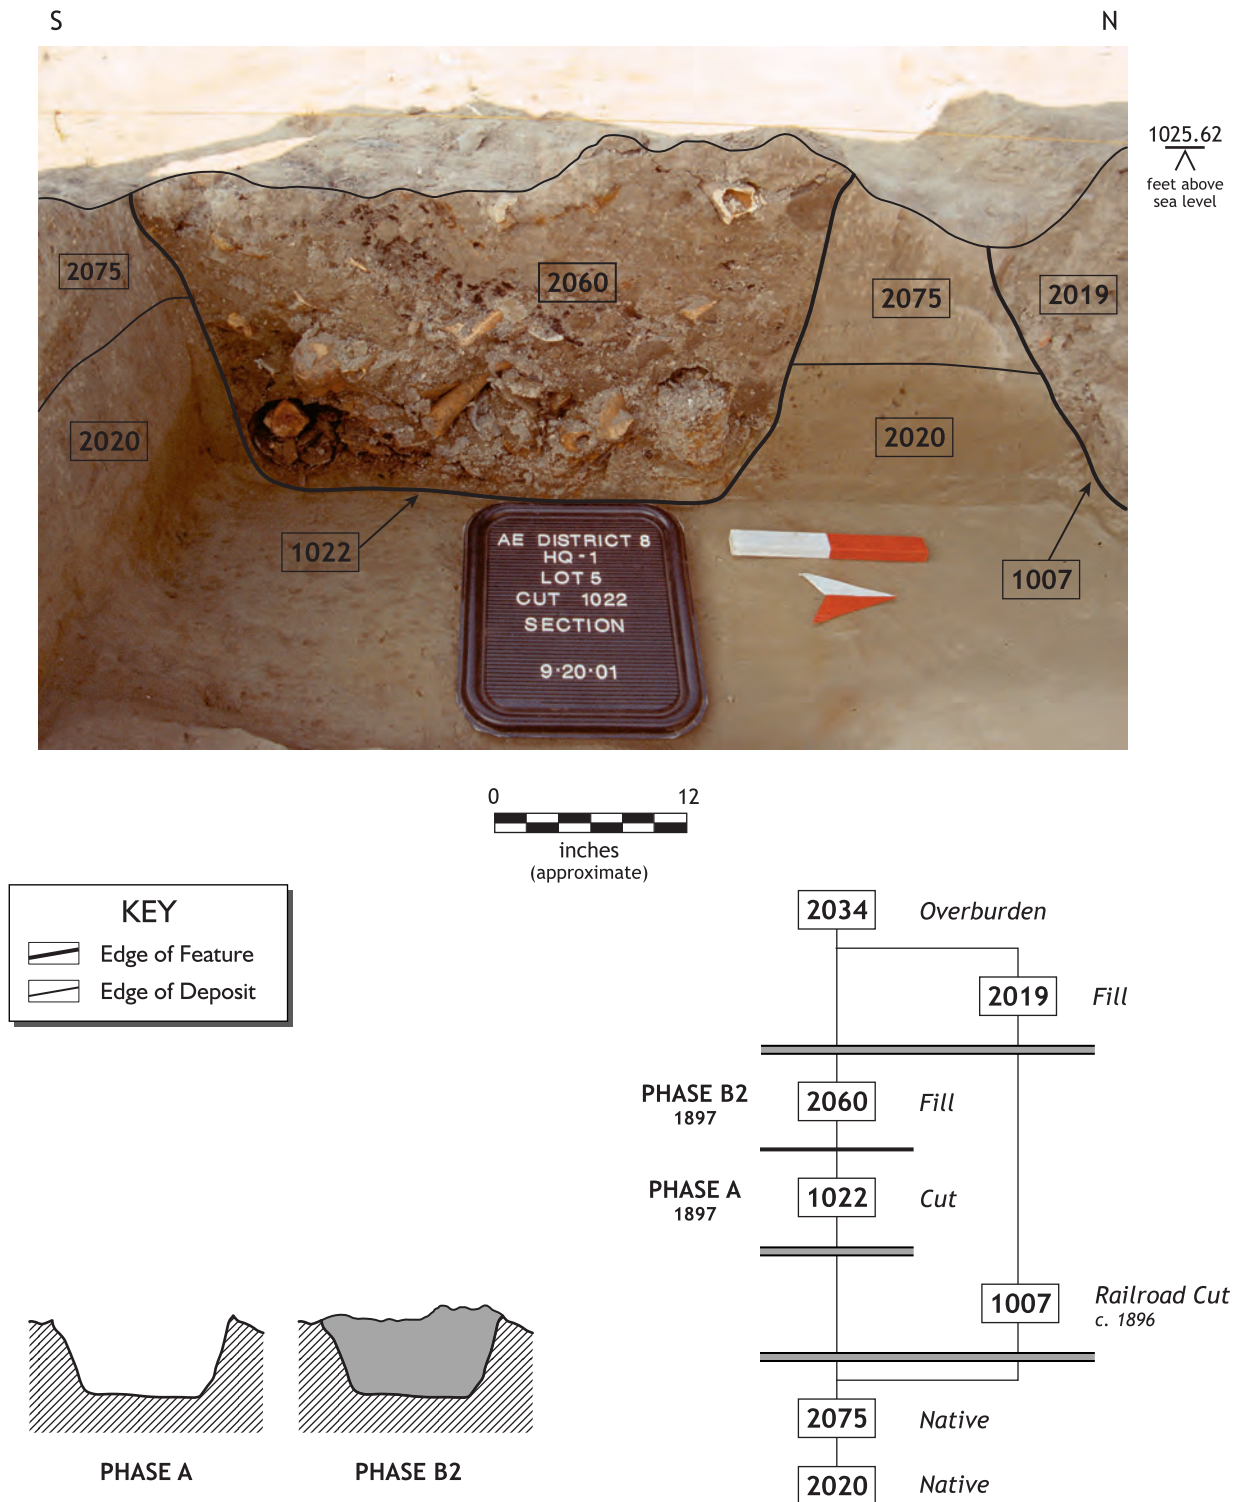 S
N
1025.62
feet above
sea level
2075
2060
2075
2019
2020
2020
1022
1007
AE DISTRICT 8
HQ-1
LOT 5
CUT 1022
SECTION
9·20·01
0 12
inches
(approximate)
KEY
Edge of Feature
Edge of Deposit
2034 Overburden
2019 Fill
PHASE B2
1897
2060 Fill
PHASE A
1897
1022 Cut
1007 Railroad Cut
c. 1896
2075 Native
2020 Native
PHASE A
PHASE B2